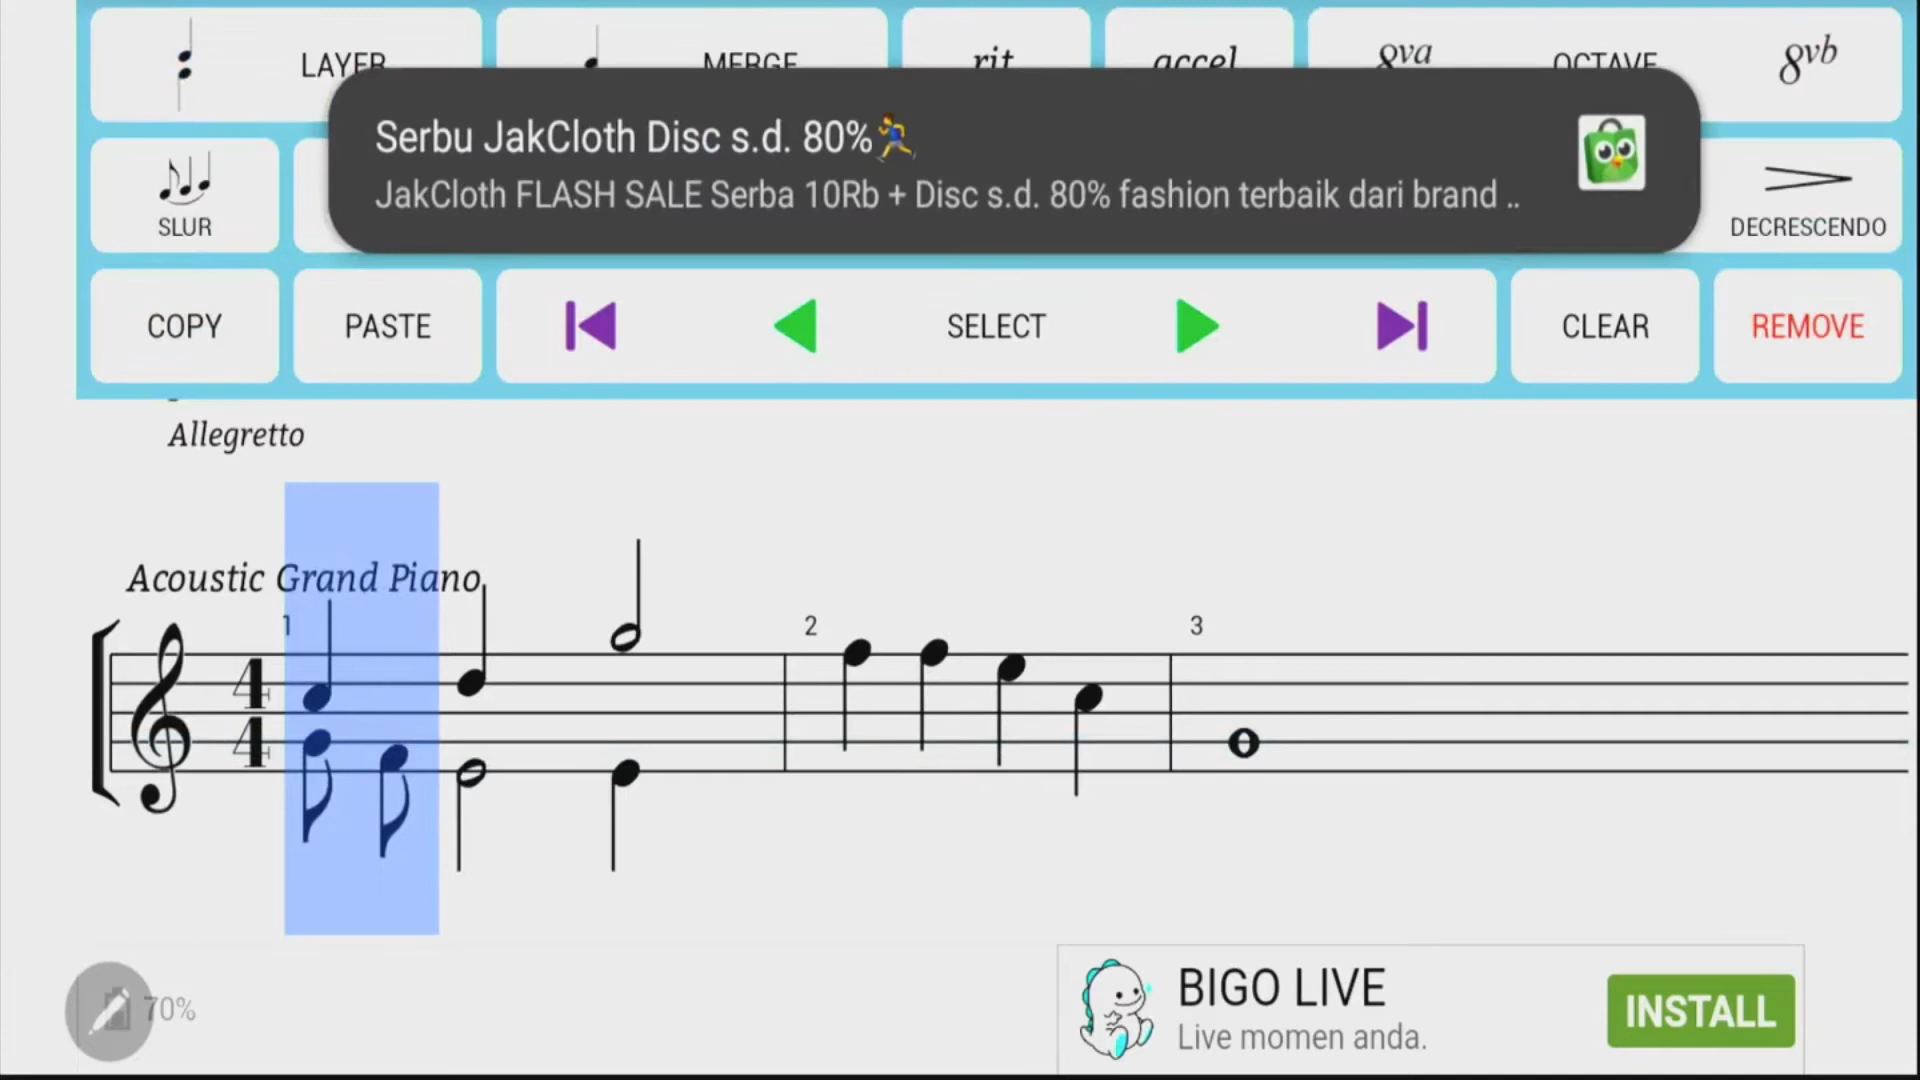 LAYER
MERGE
rit
accel
8va
OCTAVE
8vb
Serbu JakCloth Disc s.d. 80%🏃
JakCloth FLASH SALE Serba 10Rb + Disc s.d. 80% fashion terbaik dari brand ..
SLUR
DECRESCENDO
COPY
PASTE
SELECT
CLEAR
REMOVE
Allegretto
Acoustic Grand Piano
1
2
3
4
4
70%
BIGO LIVE
Live momen anda.
INSTALL